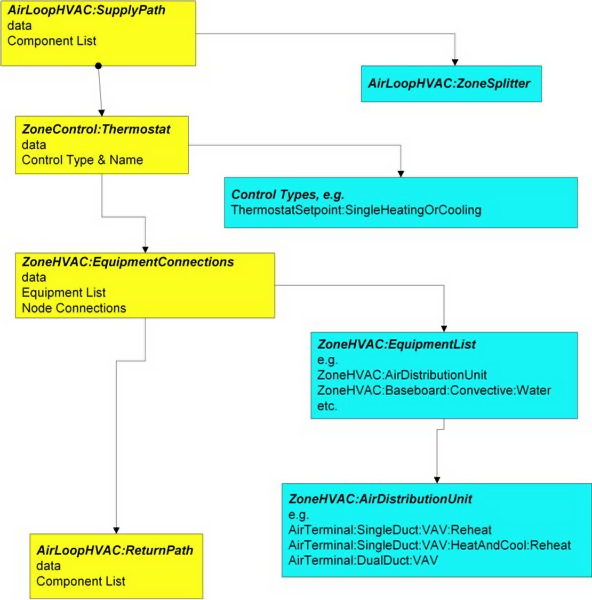 AirLoopHVAC:SupplyPath
data
Component List
AirLoopHVAC:ZoneSplitter
ZoneControl:Thermostat
data
Control Type & Name
Control Types, e.g.
ThermostatSetpoint:SingleHeatingOrCooling
ZoneHVAC:EquipmentConnections
data
Equipment List
Node Connections
ZoneHVAC:EquipmentList
e.g.
ZoneHVAC:AirDistributionUnit
ZoneHVAC:Baseboard:Convective:Water
etc.
ZoneHVAC:AirDistributionUnit
e.g.
AirTerminal:SingleDuct:VAV:Reheat
AirTerminal:SingleDuct:VAV:HeatAndCool:Reheat
AirTerminal:DualDuct:VAV
AirLoopHVAC:ReturnPath
data
Component List